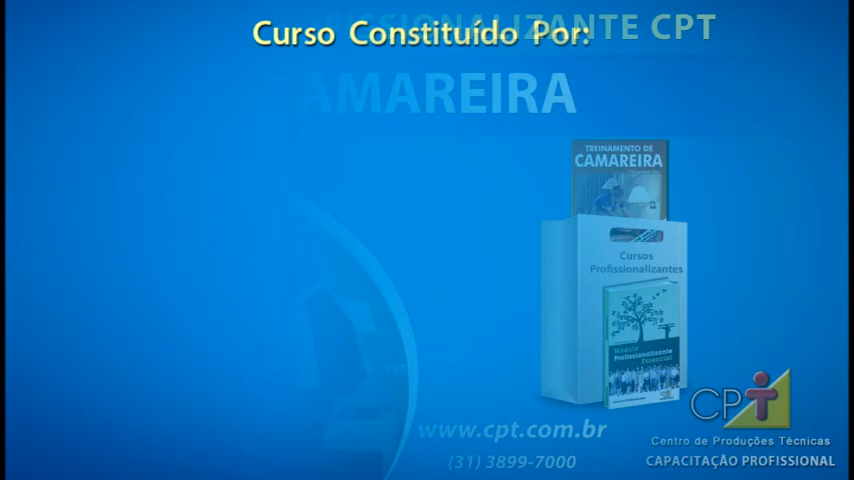 Curso Constituído Por:
PROFISSIONALIZANTE CPT
CAMAREIRA
TREINAMENTO DE
CAMAREIRA
Cursos
Profissionalizantes
Módulo
Profissionalizante
Essencial
CPT
www.cpt.com.br
Centro de Produções Técnicas
(31) 3899-7000
CAPACITAÇÃO PROFISSIONAL